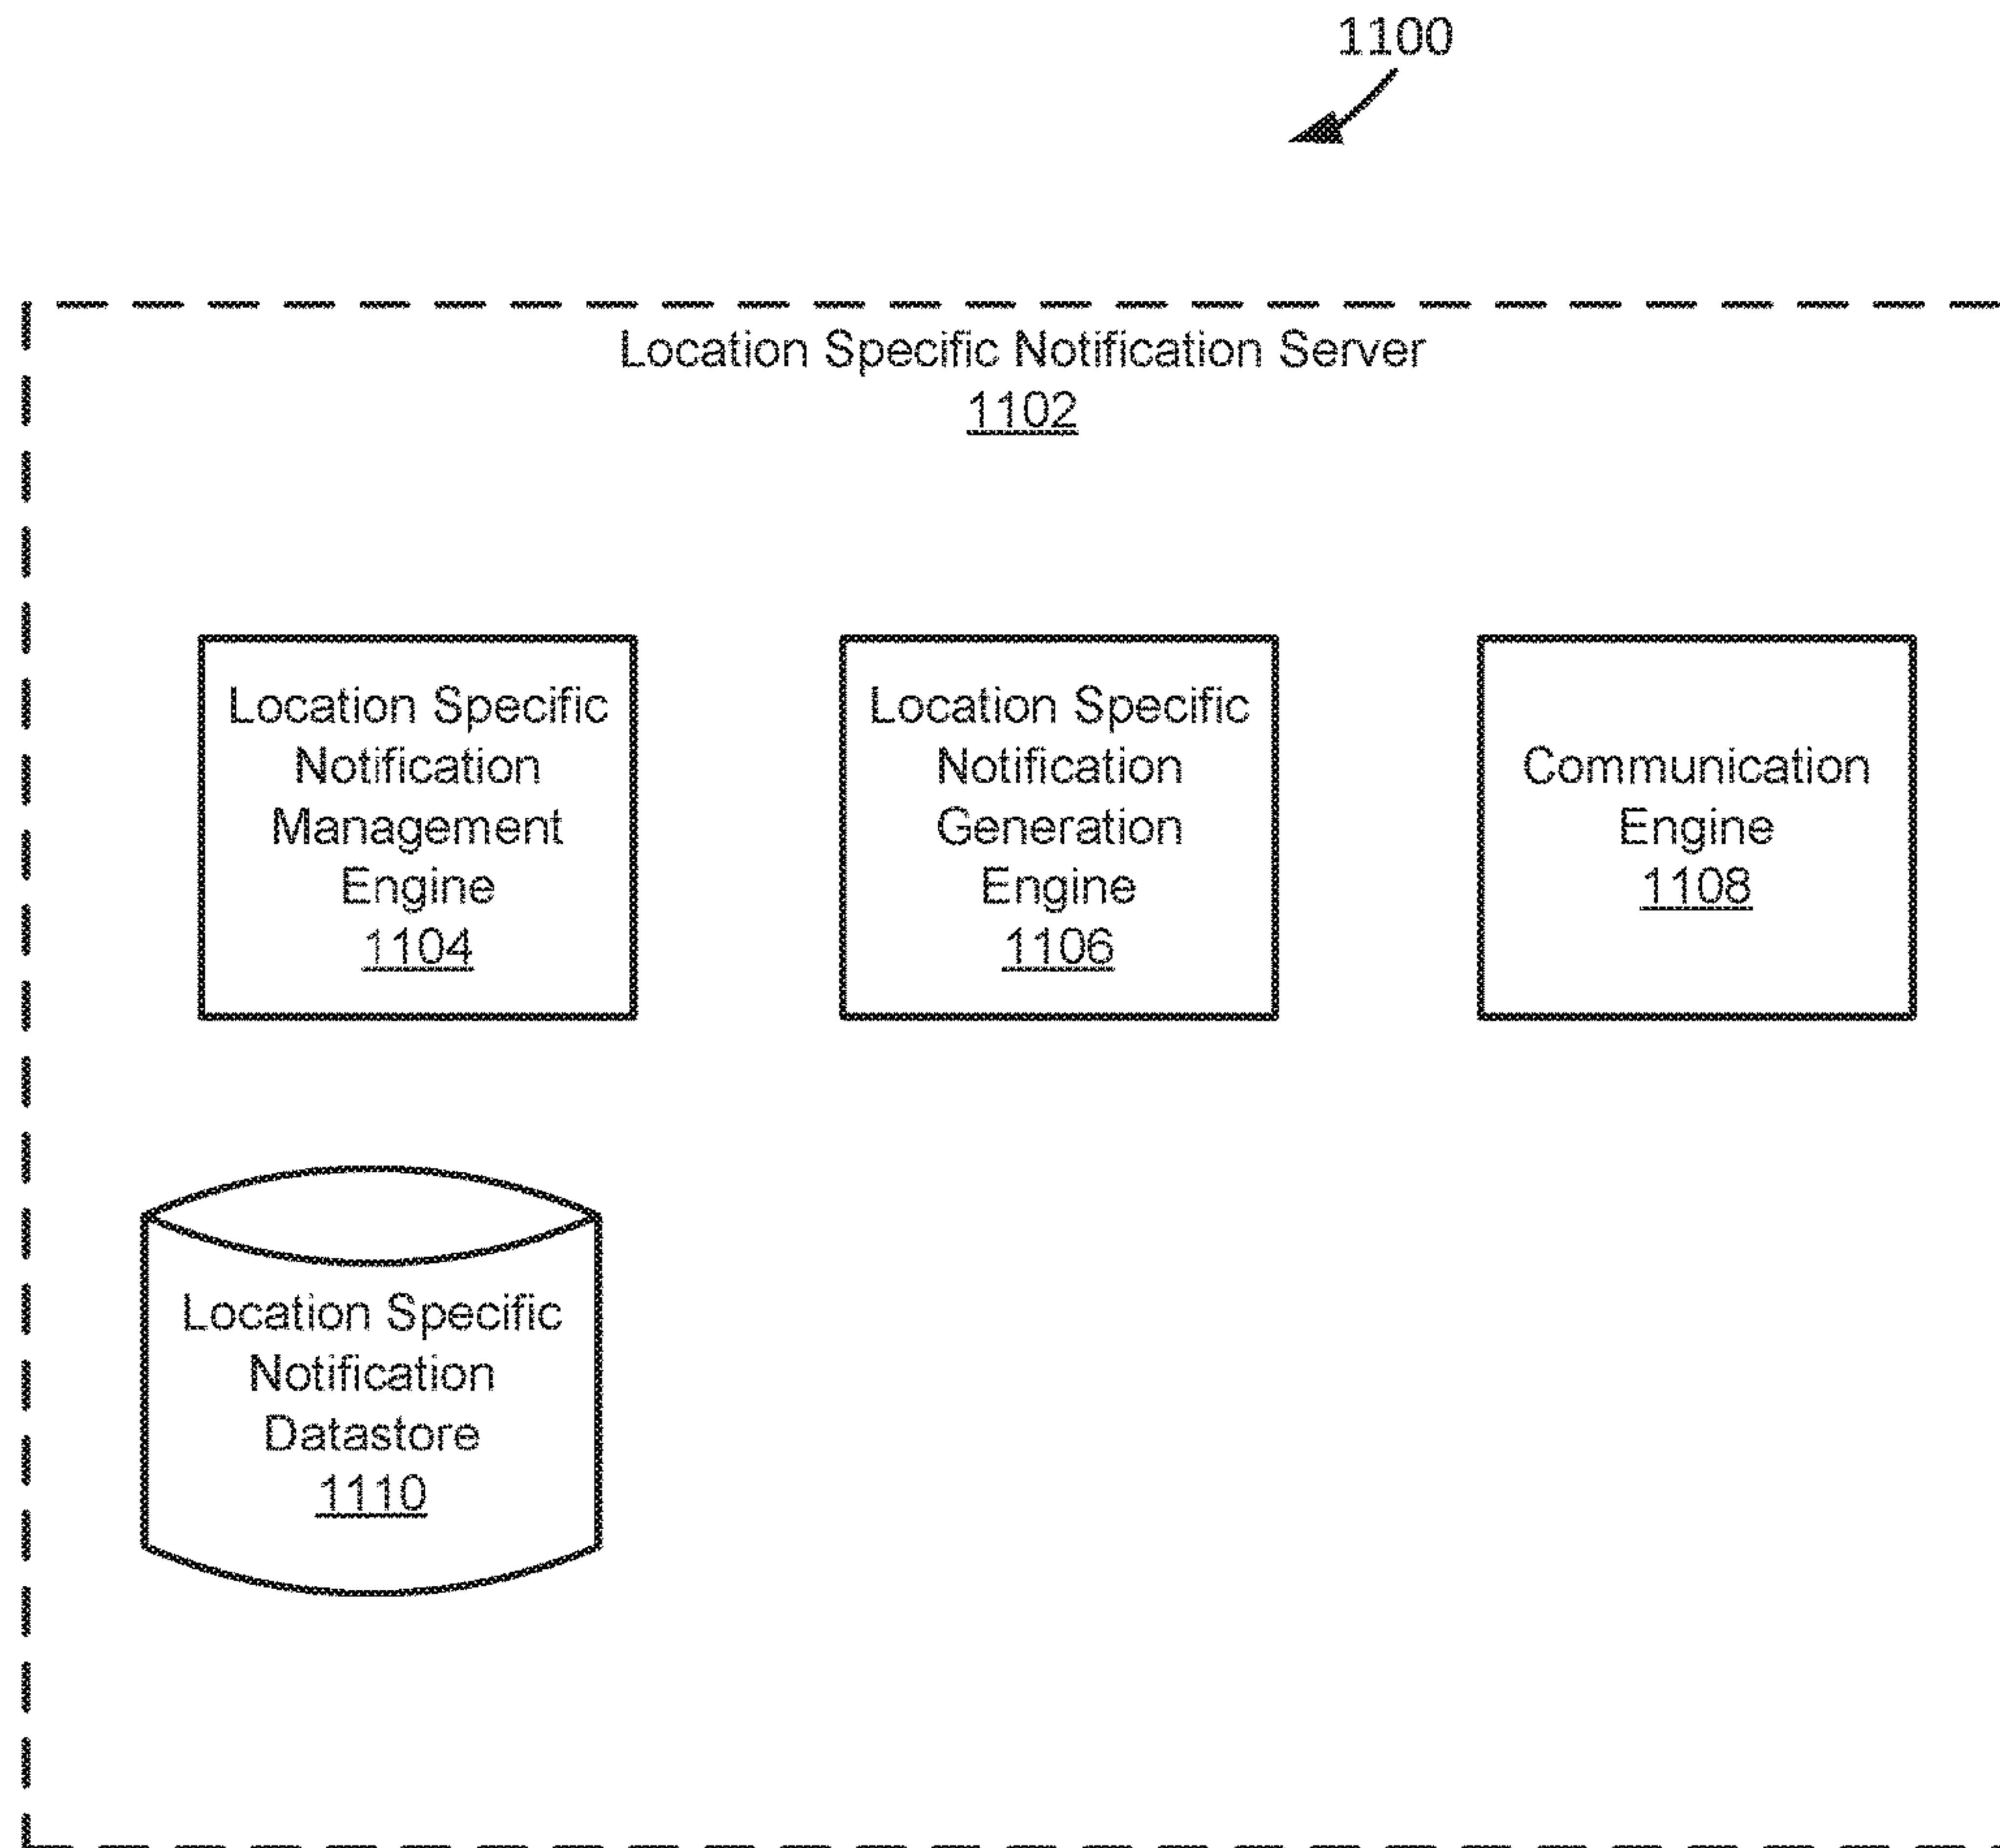 1100
Location Specific Notification Server
1102
Location Specific
Notification
Management
Engine
1104
Location Specific
Notification
Generation
Engine
1106
Communication
Engine
1108
Location Specific
Notification
Datastore
1110